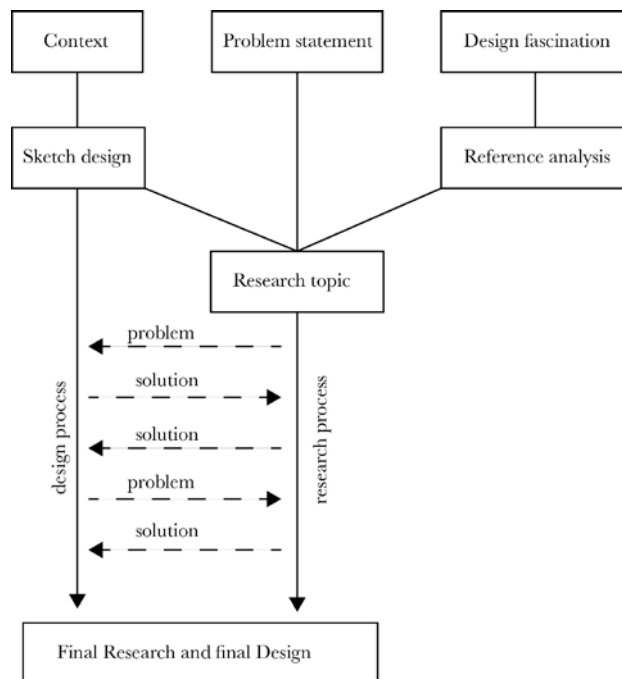 Context
Problem statement
Design fascination
Sketch design
Reference analysis
Research topic
problem
solution
solution
problem
solution
design process
research process
Final Research and final Design